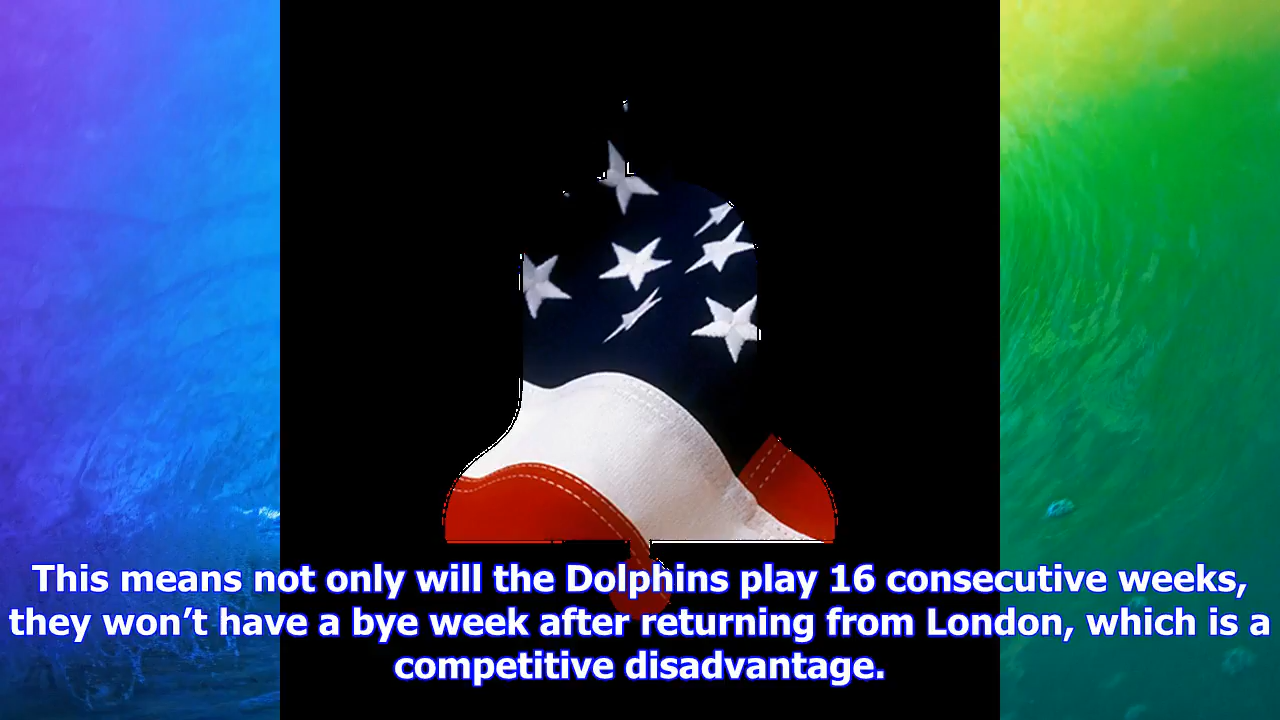 This means not only will the Dolphins play 16 consecutive weeks,
they won’t have a bye week after returning from London, which is a
competitive disadvantage.